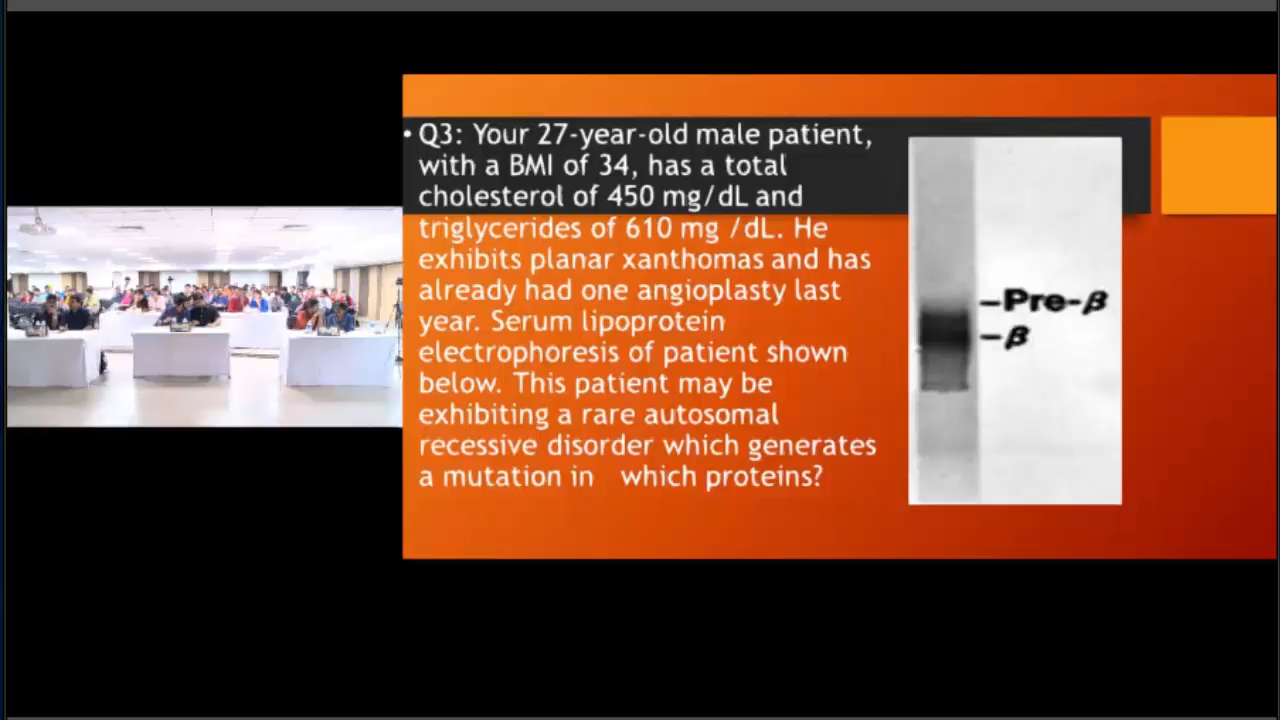 • Q3: Your 27-year-old male patient,
with a BMI of 34, has a total
cholesterol of 450 mg/dL and
triglycerides of 610 mg /dL. He
exhibits planar xanthomas and has
already had one angioplasty last
year. Serum lipoprotein
electrophoresis of patient shown
below. This patient may be
exhibiting a rare autosomal
recessive disorder which generates
a mutation in   which proteins?
–Pre-β
–β